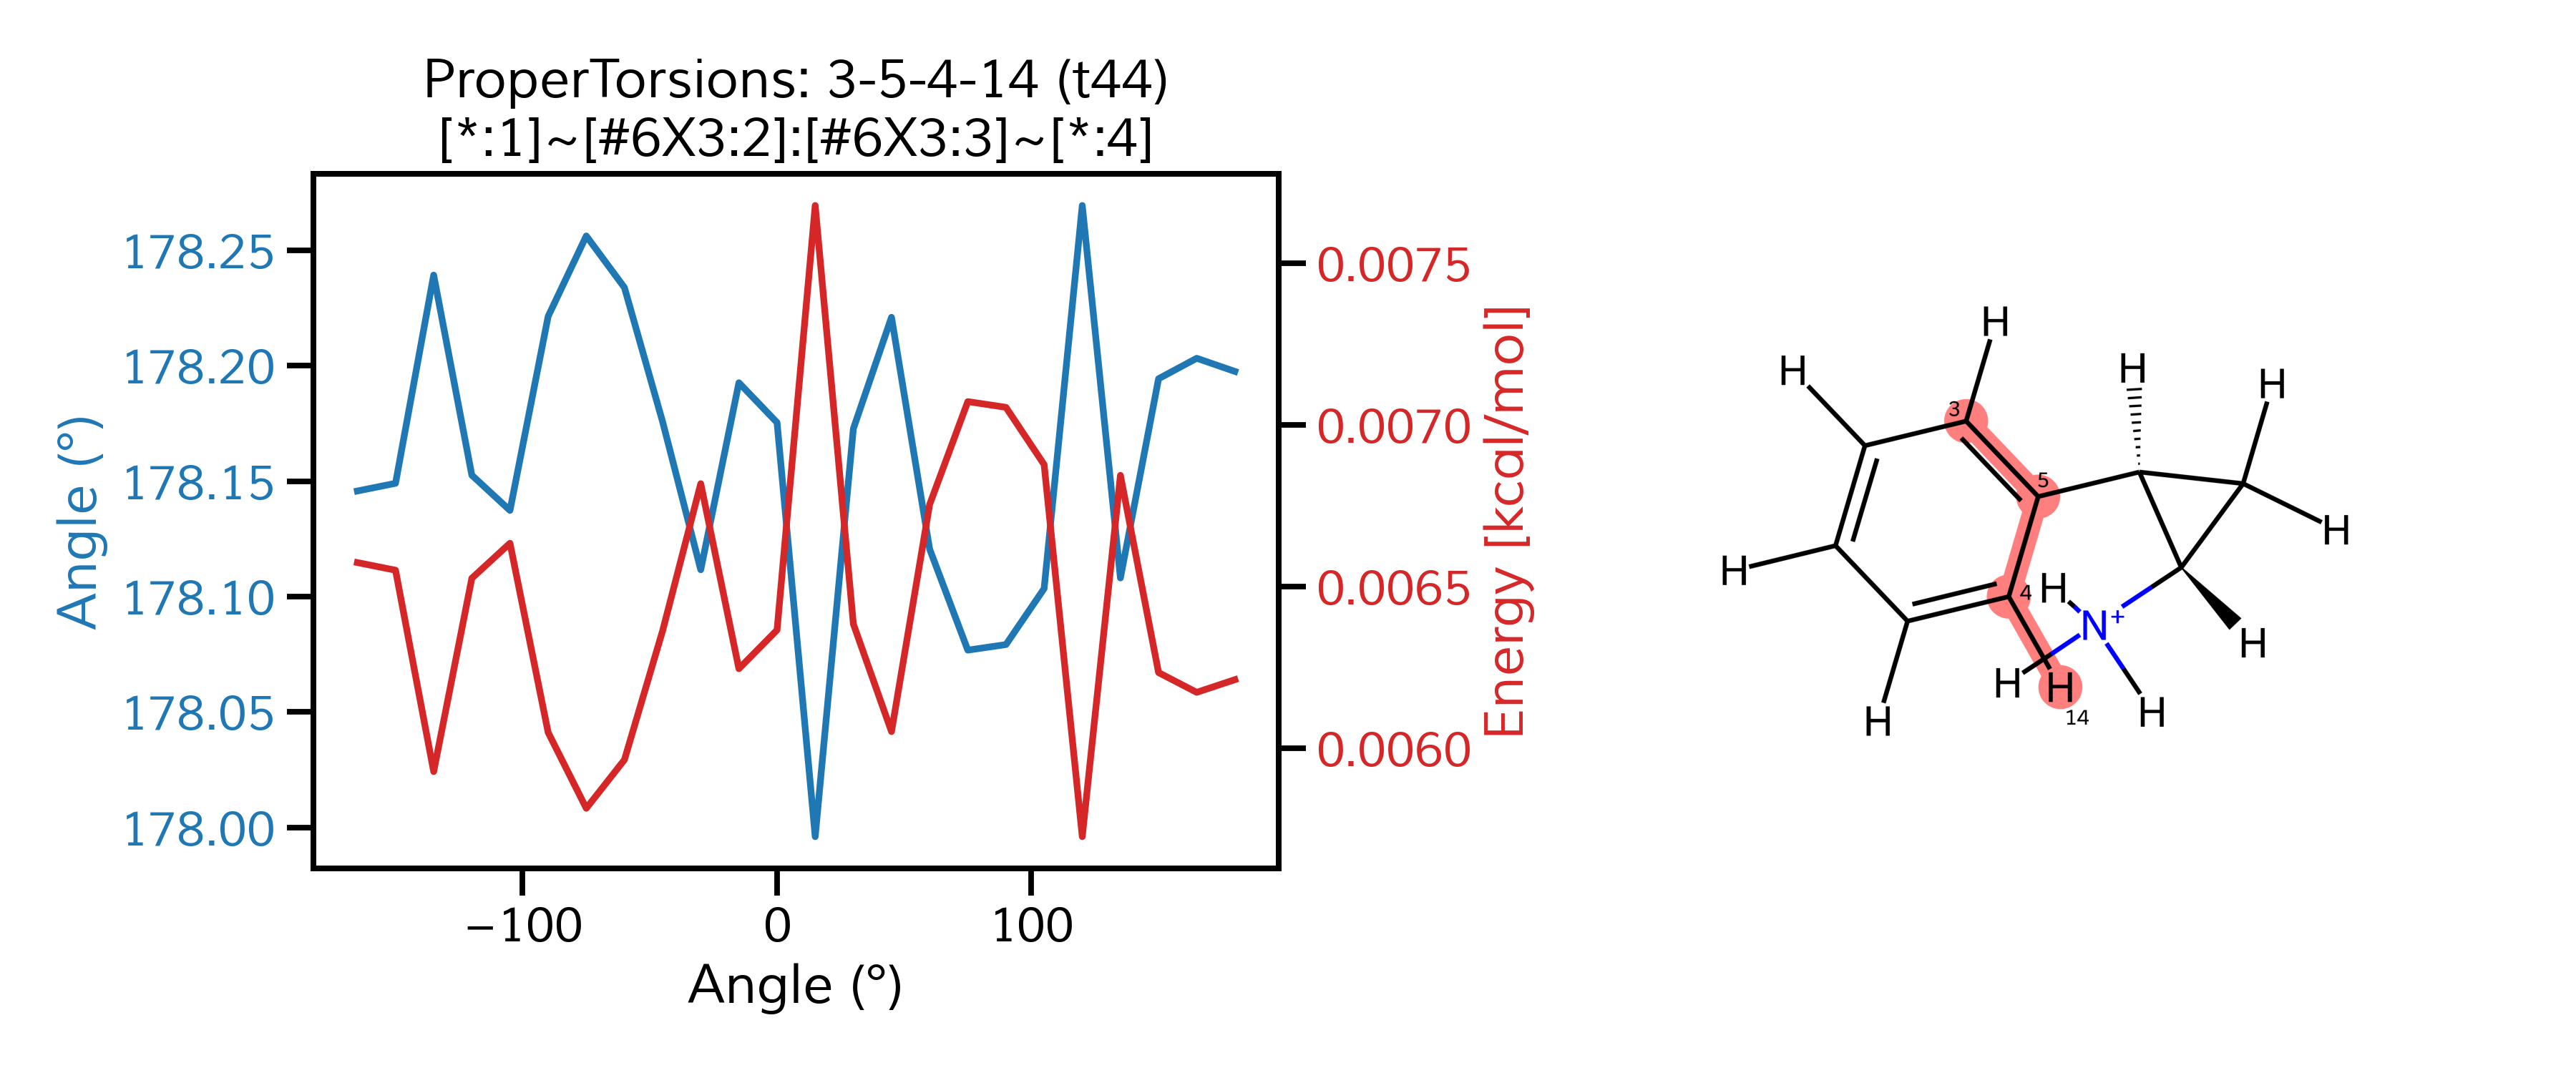 ProperTorsions: 3-5-4-14 (t44)
[*:1]~[#6X3:2]:[#6X3:3]~[*:4]
178.25
178.20
178.15
178.10
178.05
178.00
Angle (°)
0.0075
0.0070
0.0065
0.0060
Energy [kcal/mol]
−100 0 100
Angle (°)
H
H
H
H
3
5
H
H
H
4
N+
H
H
H
14
H
H